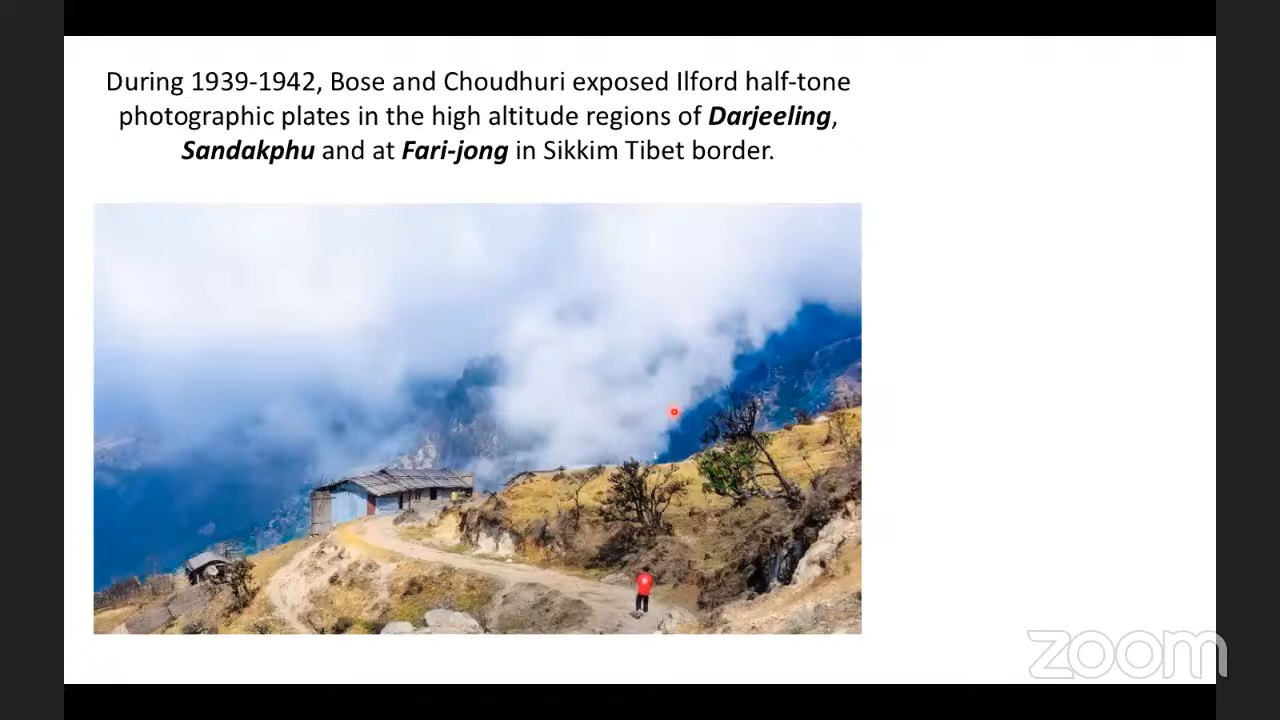 During 1939-1942, Bose and Choudhuri exposed Ilford half-tone
photographic plates in the high altitude regions of Darjeeling,
Sandakphu and at Fari-jong in Sikkim Tibet border.
zoom